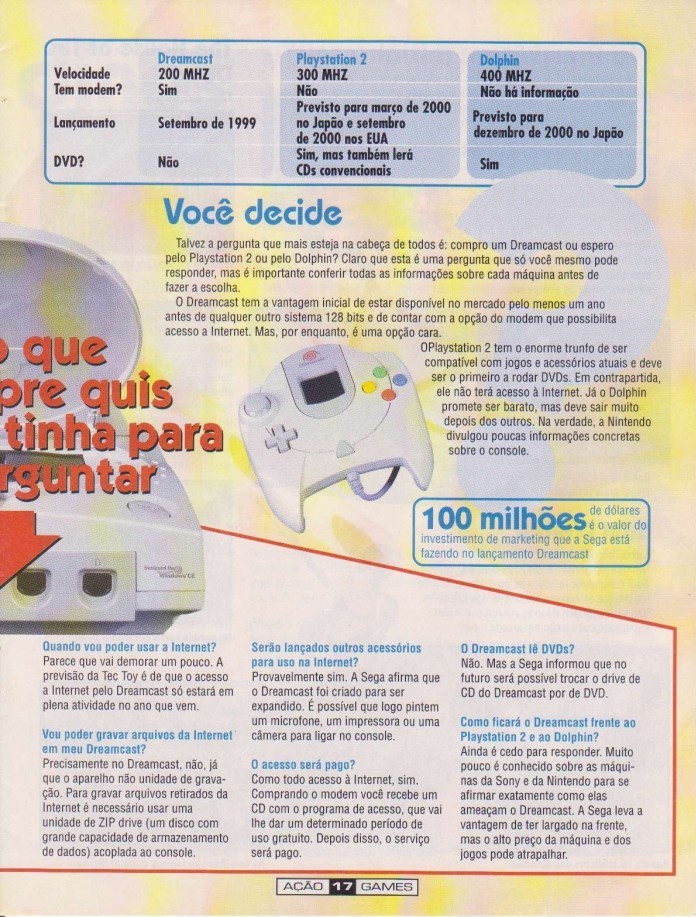 Dreamcast Playstation 2 Dolphin
Velocidade 200 MHZ 300 MHZ 400 MHZ
Tem modem? Sim Não Não há informação
Lançamento Setembro de 1999 Previsto para março de 2000 no Japão e setembro de 2000 nos EUA Previsto para dezembro de 2000 no Japão
DVD? Não Sim, mas também lerá CDs convencionais Sim
Você decide
Talvez a pergunta que mais esteja na cabeça de todos é: compro um Dreamcast ou espero
pelo Playstation 2 ou pelo Dolphin? Claro que esta é uma pergunta que só você mesmo pode
responder, mas é importante conferir todas as informações sobre cada máquina antes de
fazer a escolha.
O Dreamcast tem a vantagem inicial de estar disponível no mercado pelo menos um ano
antes de qualquer outro sistema 128 bits e de contar com a opção do modem que possibilita
acesso a Internet. Mas, por enquanto, é uma opção cara.
OPlaystation 2 tem o enorme trunfo de ser
compatível com jogos e acessórios atuais e deve
ser o primeiro a rodar DVDs. Em contrapartida,
ele não terá acesso à Internet. Já o Dolphin
promete ser barato, mas deve sair muito
depois dos outros. Na verdade, a Nintendo
divulgou poucas informações concretas
sobre o console.
o que
pre quis
tinha para
rguntar
100 milhões de dólares
é o valor do
investimento de marketing que a Sega está
fazendo no lançamento Dreamcast
D
Designed for
Windows CE
Quando vou poder usar a Internet?
Parece que vai demorar um pouco. A
previsão da Tec Toy é de que o acesso
a Internet pelo Dreamcast só estará em
plena atividade no ano que vem.
Vou poder gravar arquivos da Internet
em meu Dreamcast?
Precisamente no Dreamcast, não, já
que o aparelho não unidade de grava-
ção. Para gravar arquivos retirados da
Internet é necessário usar uma
unidade de ZIP drive (um disco com
grande capacidade de armazenamento
de dados) acoplada ao console.
Serão lançados outros acessórios
para uso na Internet?
Provavelmente sim. A Sega afirma que
o Dreamcast foi criado para ser
expandido. É possível que logo pintem
um microfone, um impressora ou uma
câmera para ligar no console.
O acesso será pago?
Como todo acesso à Internet, sim.
Comprando o modem você recebe um
CD com o programa de acesso, que vai
lhe dar um determinado período de
uso gratuito. Depois disso, o serviço
será pago.
O Dreamcast lê DVDs?
Não. Mas a Sega informou que no
futuro será possível trocar o drive de
CD do Dreamcast por de DVD.
Como ficará o Dreamcast frente ao
Playstation 2 e ao Dolphin?
Ainda é cedo para responder. Muito
pouco é conhecido sobre as máqui-
nas da Sony e da Nintendo para se
afirmar exatamente como elas
ameaçam o Dreamcast. A Sega leva a
vantagem de ter largado na frente,
mas o alto preço da máquina e dos
jogos pode atrapalhar.
AÇÃO 17 GAMES